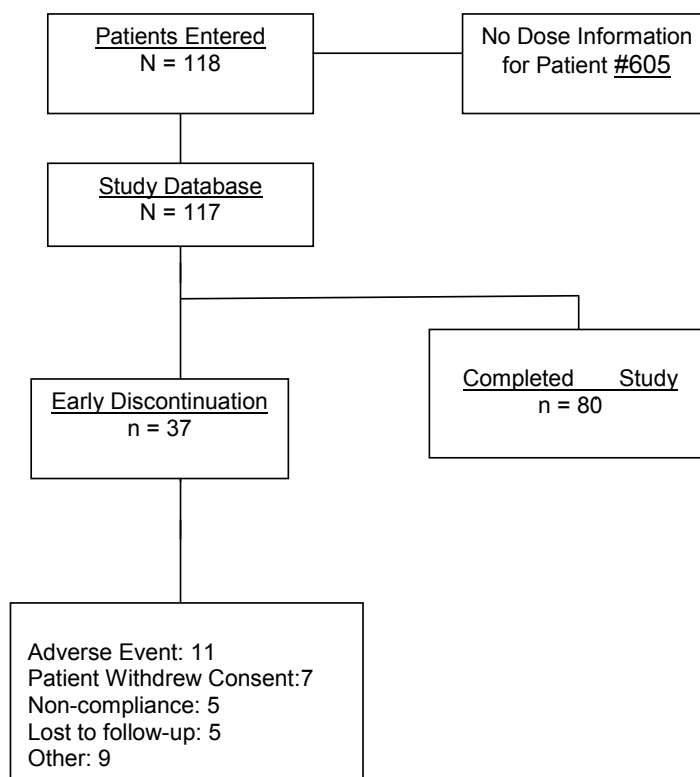 Patients Entered
N = 118
No Dose Information
for Patient #605
Study Database
N = 117
Completed Study
n = 80
Early Discontinuation
n = 37
Adverse Event: 11
Patient Withdrew Consent:7
Non-compliance: 5
Lost to follow-up: 5
Other: 9